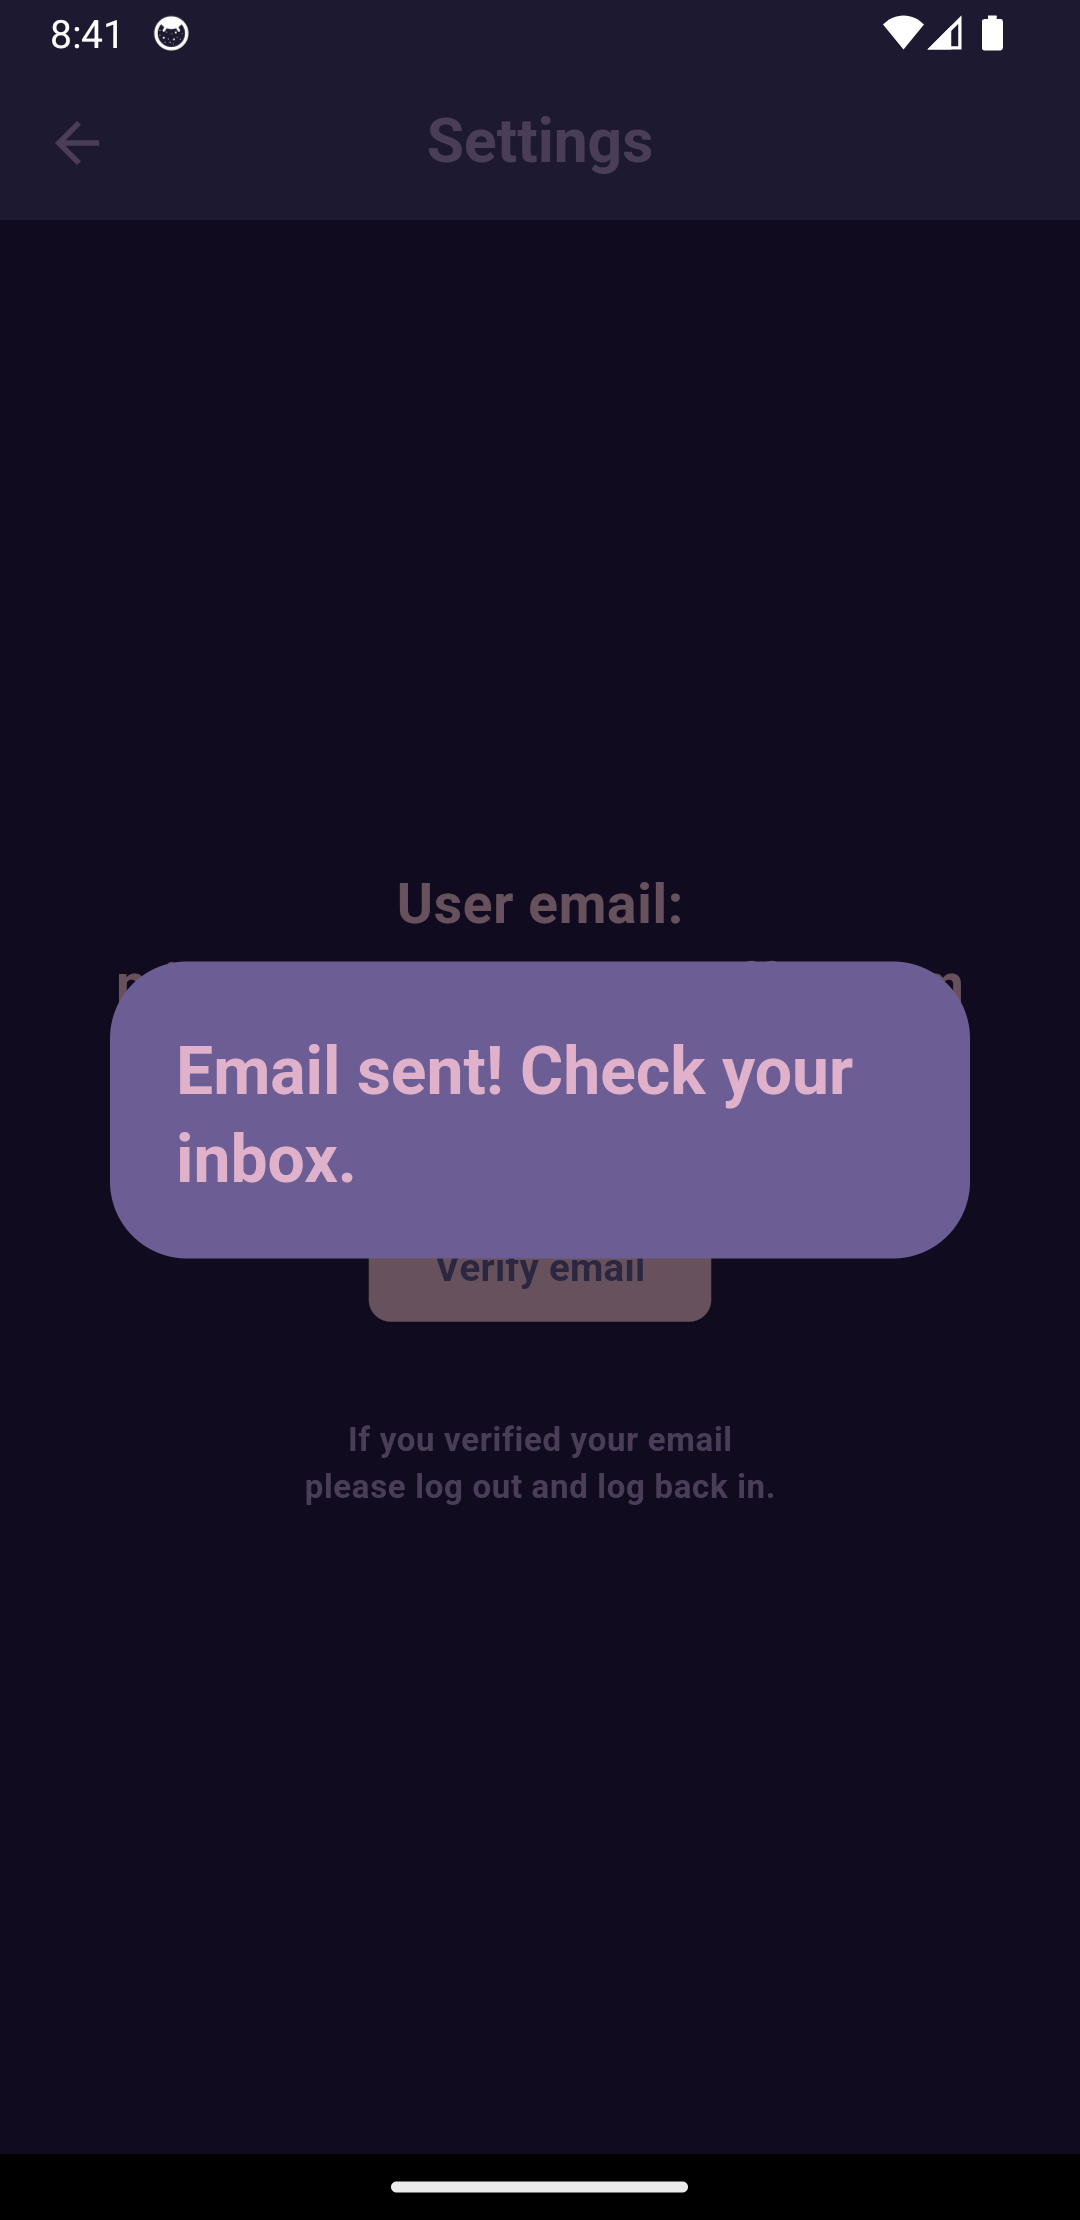 8:41
Settings
User email:
Email sent! Check your
inbox.
Verify email
If you verified your email
please log out and log back in.